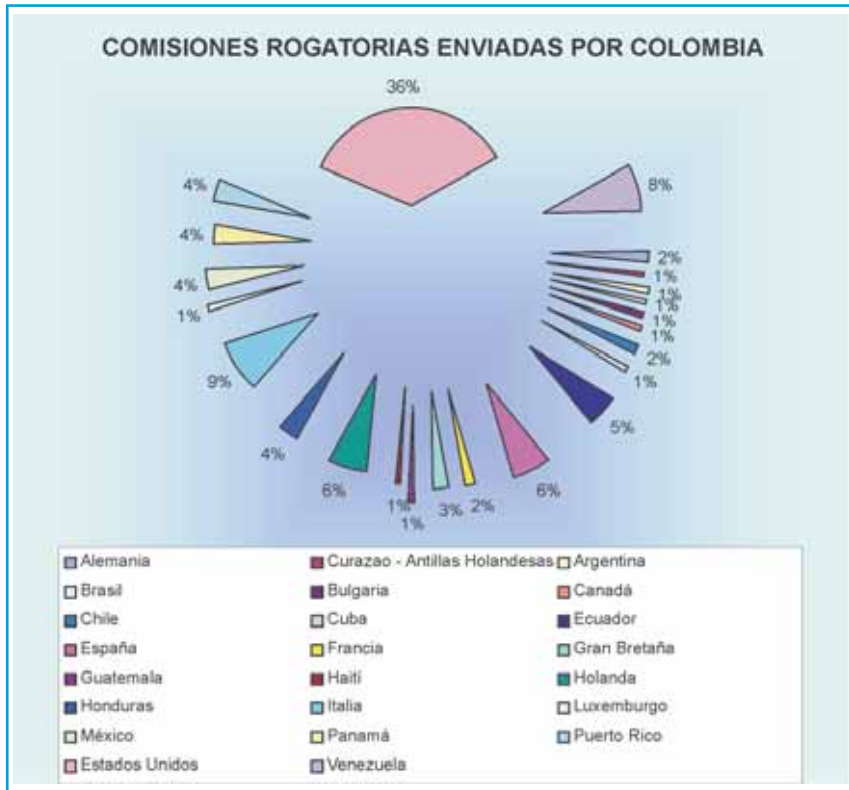 COMISIONES ROGATORIAS ENVIADAS POR COLOMBIA
36%
4%
8%
4%
2%
1%
4%
1%
1%
1%
1%
1%
2%
9%
1%
5%
4%
6%
6%
1%
3%
2%
1%
Alemania Curazao - Antillas Holandesas Argentina
Brasil Bulgaria Canadá
Chile Cuba Ecuador
España Francia Gran Bretaña
Guatemala Haití Holanda
Honduras Italia Luxemburgo
México Panamá Puerto Rico
Estados Unidos Venezuela